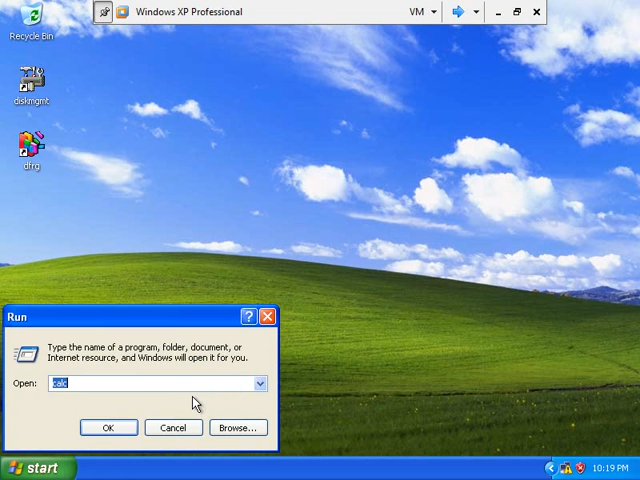 Windows XP Professional
VM
Recycle Bin
diskmgmt
dfrg
Run
Type the name of a program, folder, document, or
Internet resource, and Windows will open it for you.
Open: calc
OK Cancel Browse...
start
10:19 PM